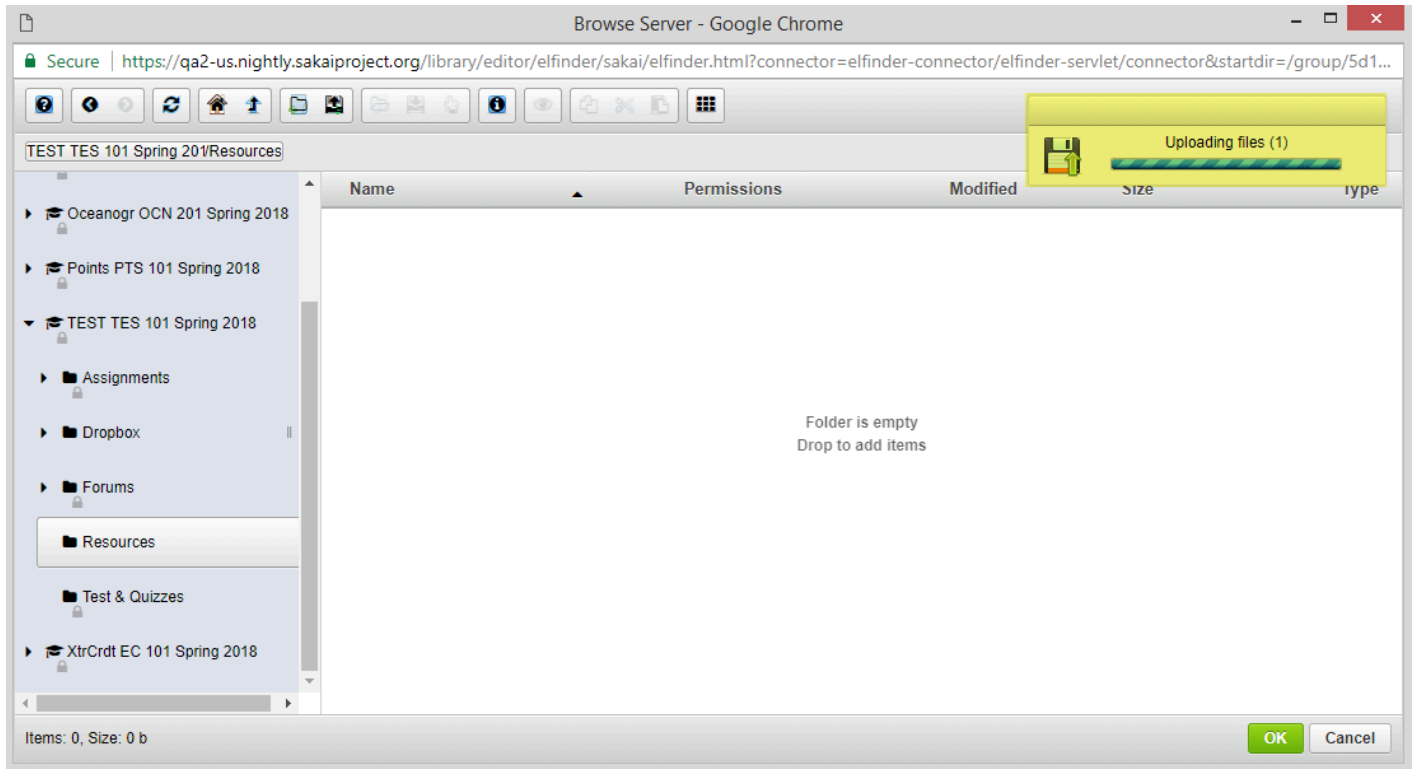 Browse Server - Google Chrome
Secure | https://qa2-us.nightly.sakaiproject.org/library/editor/elfinder/sakai/elfinder.html?connector=elfinder-connector/elfinder-servlet/connector&startdir=/group/5d1...
Uploading files (1)
TEST TES 101 Spring 201/Resources
Name Permissions Modified Size Type
Oceanogr OCN 201 Spring 2018
Points PTS 101 Spring 2018
TEST TES 101 Spring 2018
Assignments
Dropbox
Forums
Resources
Test & Quizzes
XtrCrdt EC 101 Spring 2018
Folder is empty
Drop to add items
Items: 0, Size: 0 b
OK Cancel